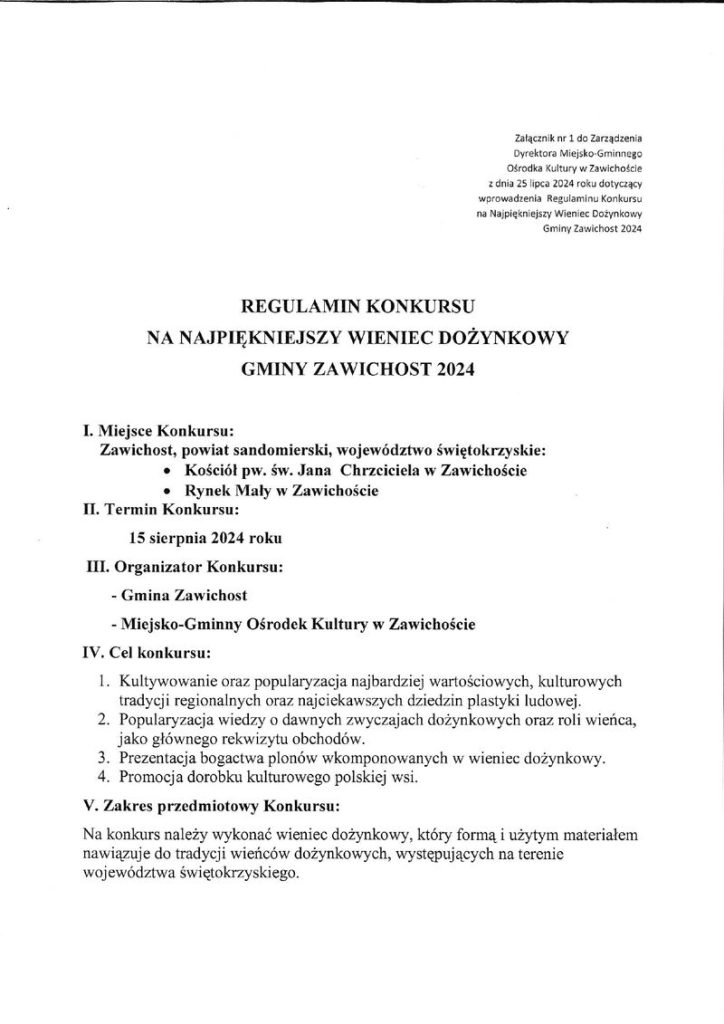 Załącznik nr 1 do Zarządzenia
Dyrektora Miejsko-Gminnego
Ośrodka Kultury w Zawichoście
z dnia 25 lipca 2024 roku dotyczący
wprowadzenia Regulaminu Konkursu
na Najpiękniejszy Wieniec Dożynkowy
Gminy Zawichost 2024
REGULAMIN KONKURSU
NA NAJPIĘKNIEJSZY WIENIEC DOŻYNKOWY
GMINY ZAWICHOST 2024
I. Miejsce Konkursu:
Zawichost, powiat sandomierski, województwo świętokrzyskie:
• Kościół pw. św. Jana Chrzciciela w Zawichoście
• Rynek Mały w Zawichoście
II. Termin Konkursu:
15 sierpnia 2024 roku
III. Organizator Konkursu:
- Gmina Zawichost
- Miejsko-Gminny Ośrodek Kultury w Zawichoście
IV. Cel konkursu:
1. Kultywowanie oraz popularyzacja najbardziej wartościowych, kulturowych
tradycji regionalnych oraz najciekawszych dziedzin plastyki ludowej.
2. Popularyzacja wiedzy o dawnych zwyczajach dożynkowych oraz roli wieńca,
jako głównego rekwizytu obchodów.
3. Prezentacja bogactwa plonów wkomponowanych w wieniec dożynkowy.
4. Promocja dorobku kulturowego polskiej wsi.
V. Zakres przedmiotowy Konkursu:
Na konkurs należy wykonać wieniec dożynkowy, który formą i użytym materiałem
nawiązuje do tradycji wieńców dożynkowych, występujących na terenie
województwa świętokrzyskiego.